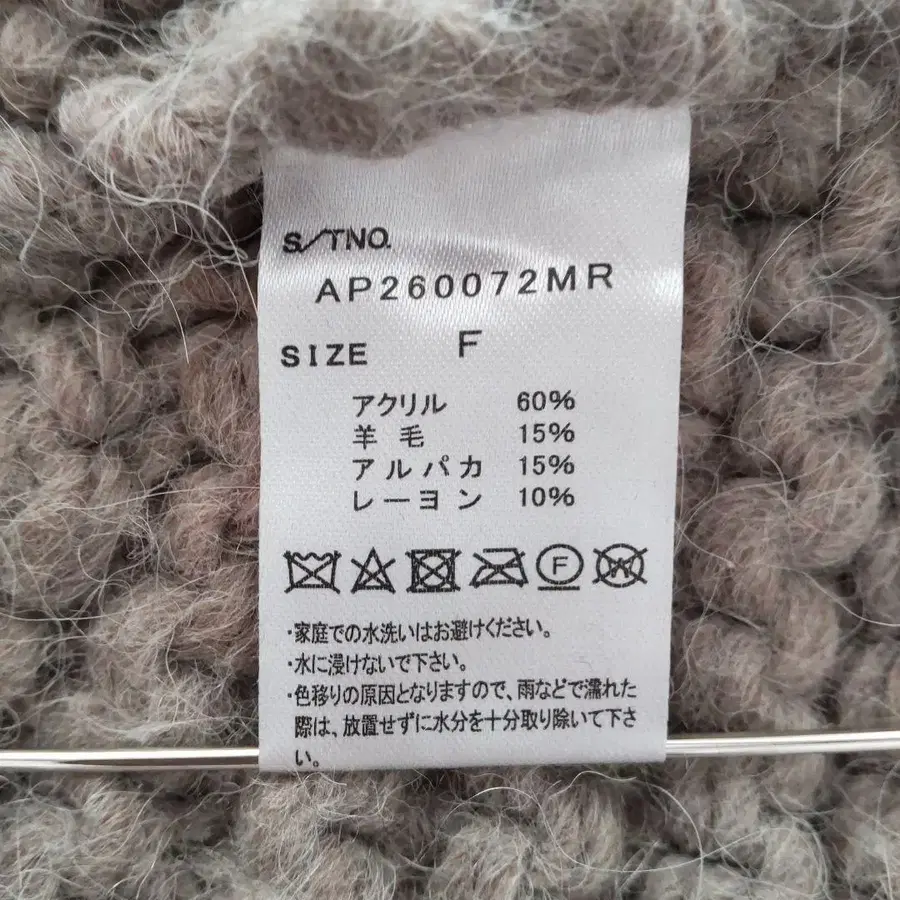 S/TNO.
AP260072MR
SIZE F
アクリル 60%
羊毛 15%
アルパカ 15%
レーヨン 10%
F W
・家庭での水洗いはお避けください。
・水に浸けないで下さい。
・色移りの原因となりますので、雨などで濡れた
際は、放置せずに水分を十分取り除いて下さ
い。